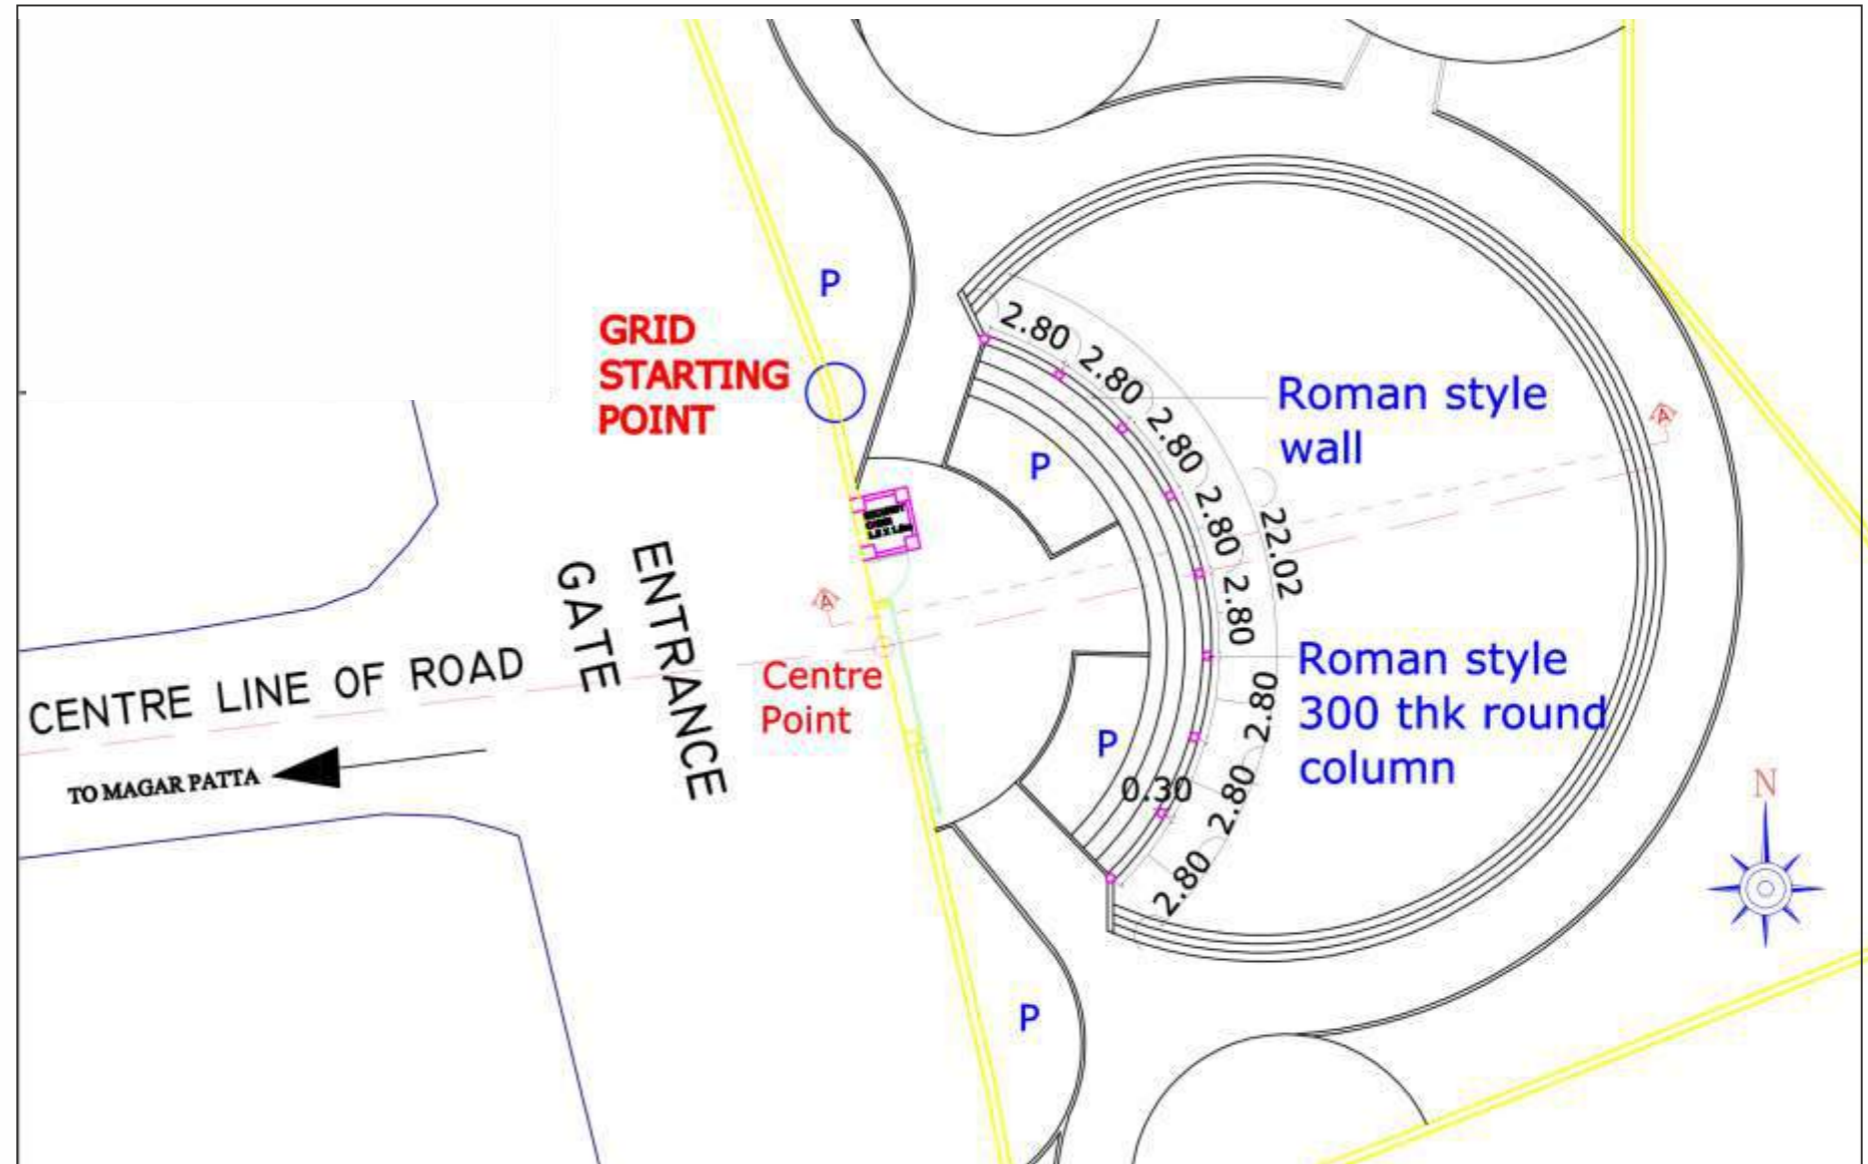 P
GRID
STARTING
POINT
2.80
2.80
2.80
2.80
2.80
2.80
2.80
2.80
22.02
0.30
Roman style
wall
A
P
ENTRANCE
GATE
A
CENTRE LINE OF ROAD
Centre
Point
Roman style
300 thk round
column
P
TO MAGAR PATTA
N
P